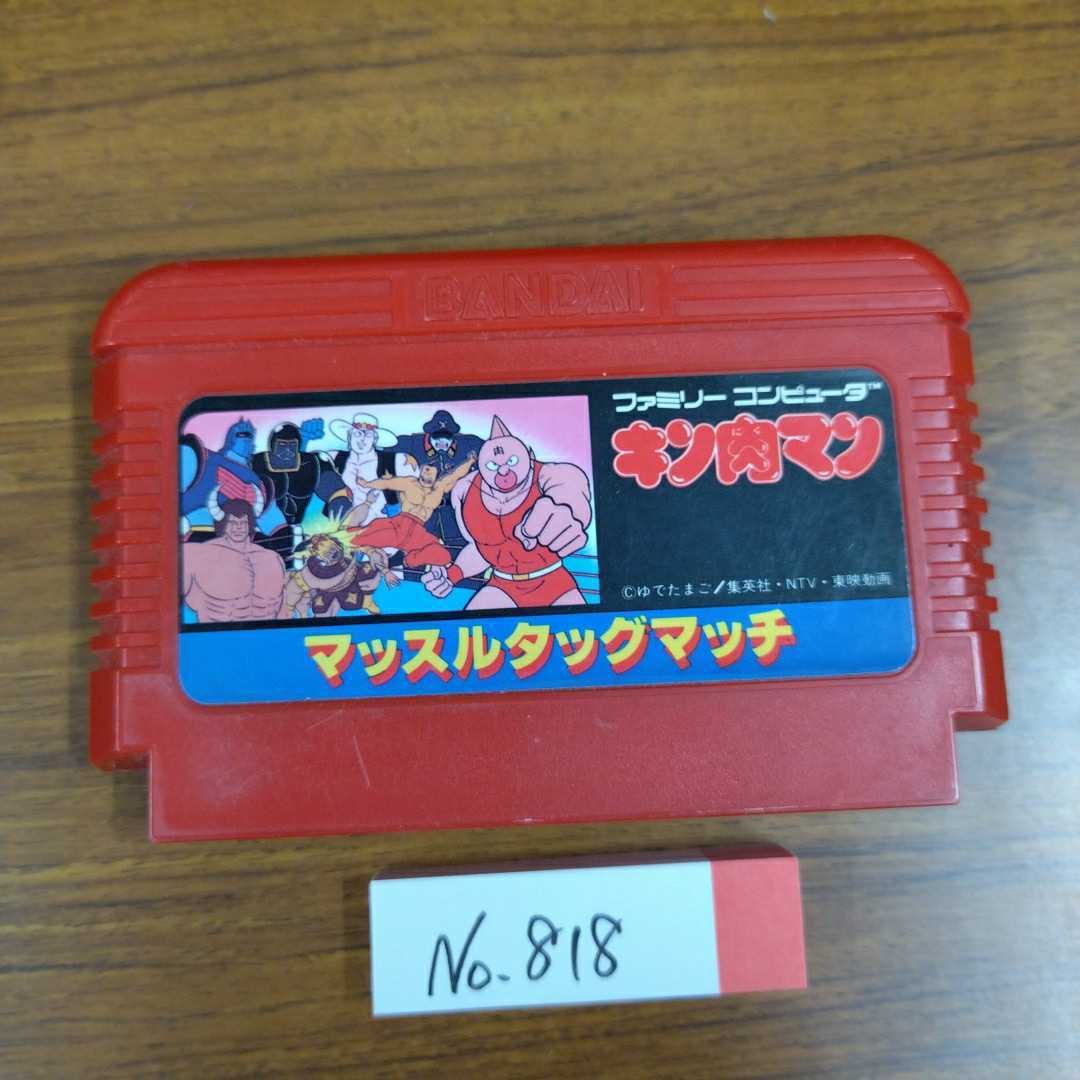 BANDAI
ファミリー コンピュータ™
キン肉マン
肉
©ゆでたまご/集英社・NTV・東映動画
マッスルタッグマッチ
No. 818